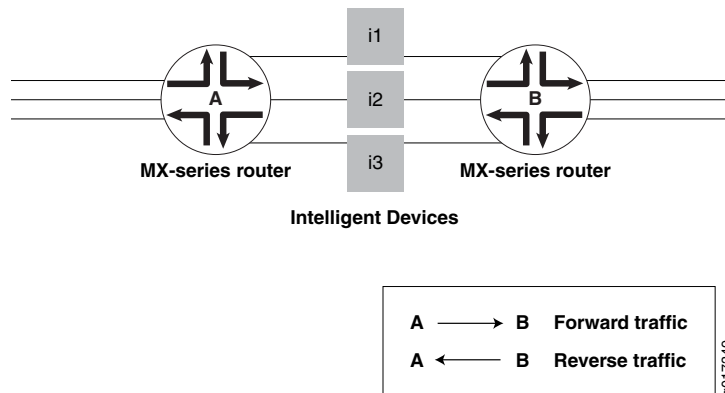 i1
A
i2
B
i3
MX-series router
MX-series router
Intelligent Devices
A B Forward traffic
A B Reverse traffic